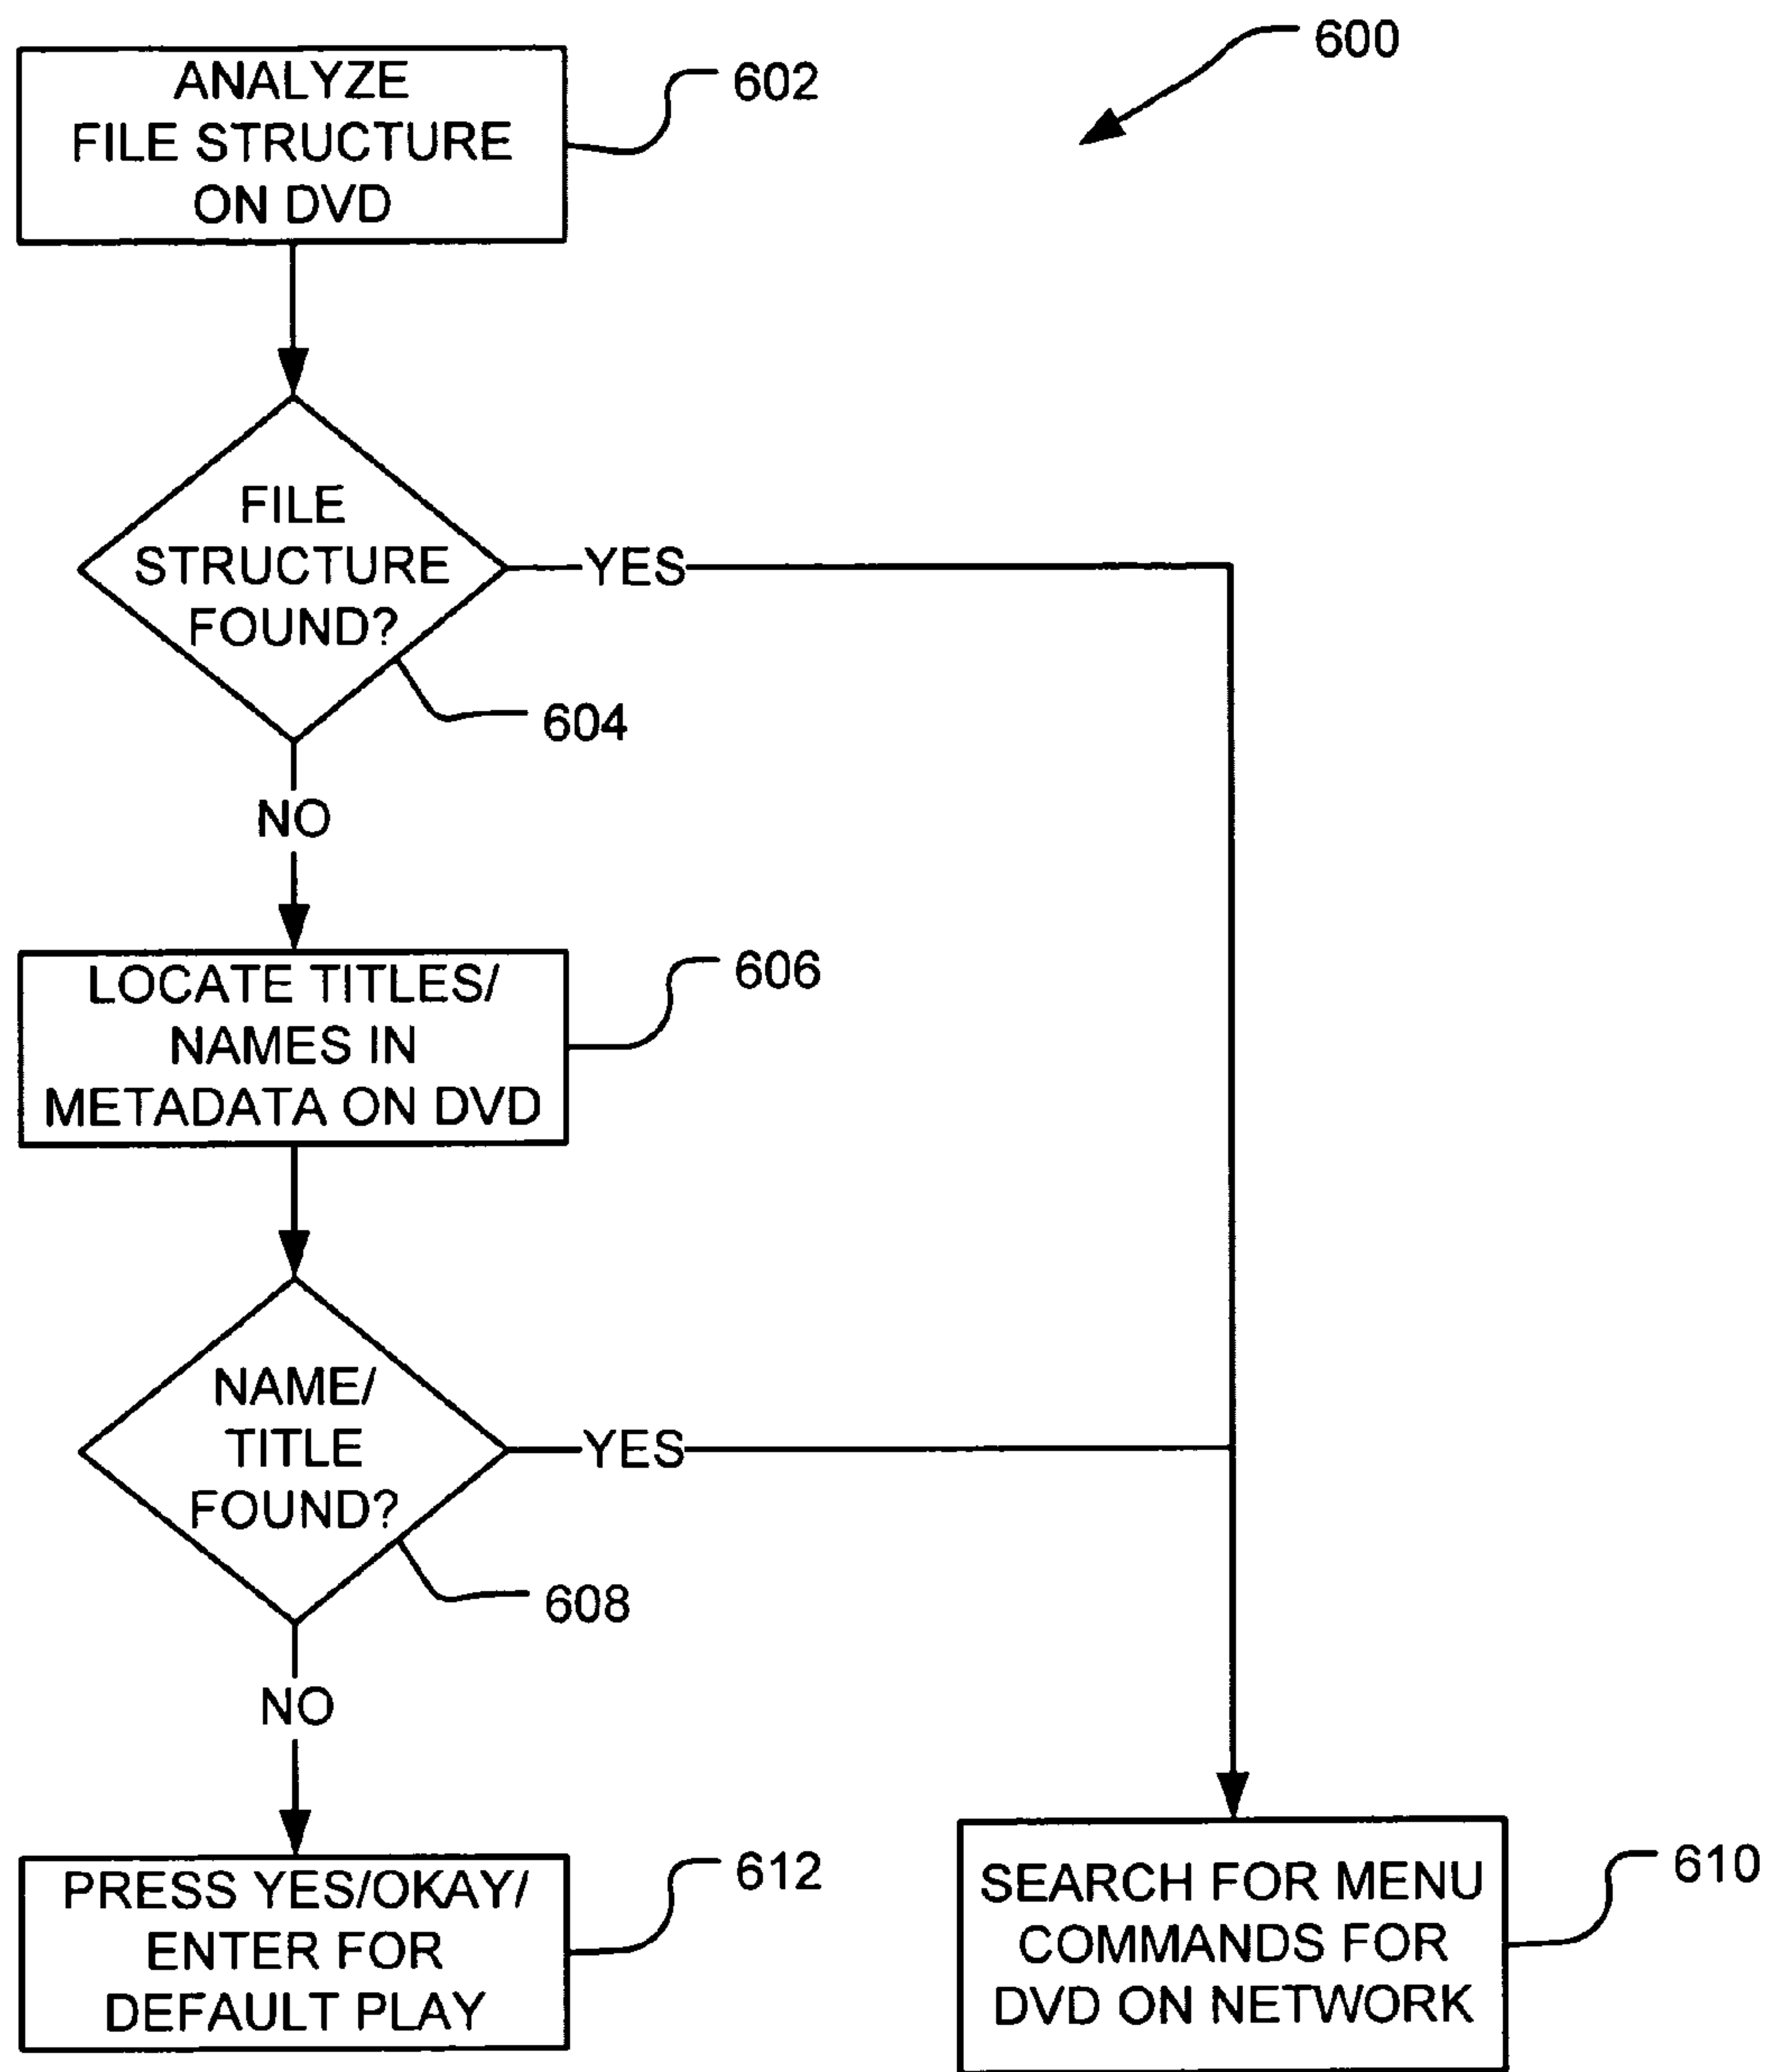 600
ANALYZE
FILE STRUCTURE
ON DVD
602
FILE
STRUCTURE
FOUND?
YES
604
NO
LOCATE TITLES/
NAMES IN
METADATA ON DVD
606
NAME/
TITLE
FOUND?
YES
608
NO
PRESS YES/OKAY/
ENTER FOR
DEFAULT PLAY
612
SEARCH FOR MENU
COMMANDS FOR
DVD ON NETWORK
610